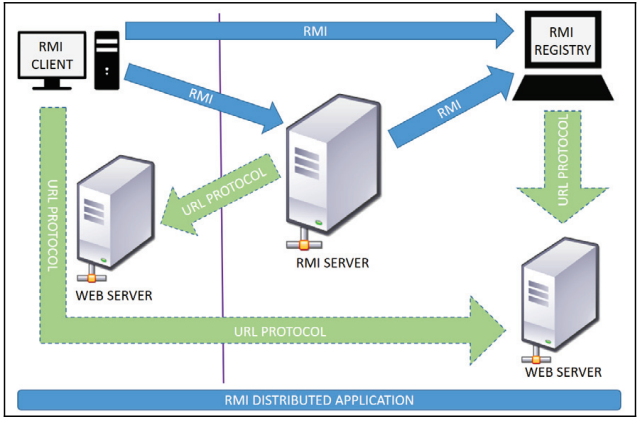 RMI
CLIENT
RMI
RMI
REGISTRY
RMI
RMI
URL PROTOCOL
URL PROTOCOL
URL PROTOCOL
RMI SERVER
WEB SERVER
URL PROTOCOL
WEB SERVER
RMI DISTRIBUTED APPLICATION